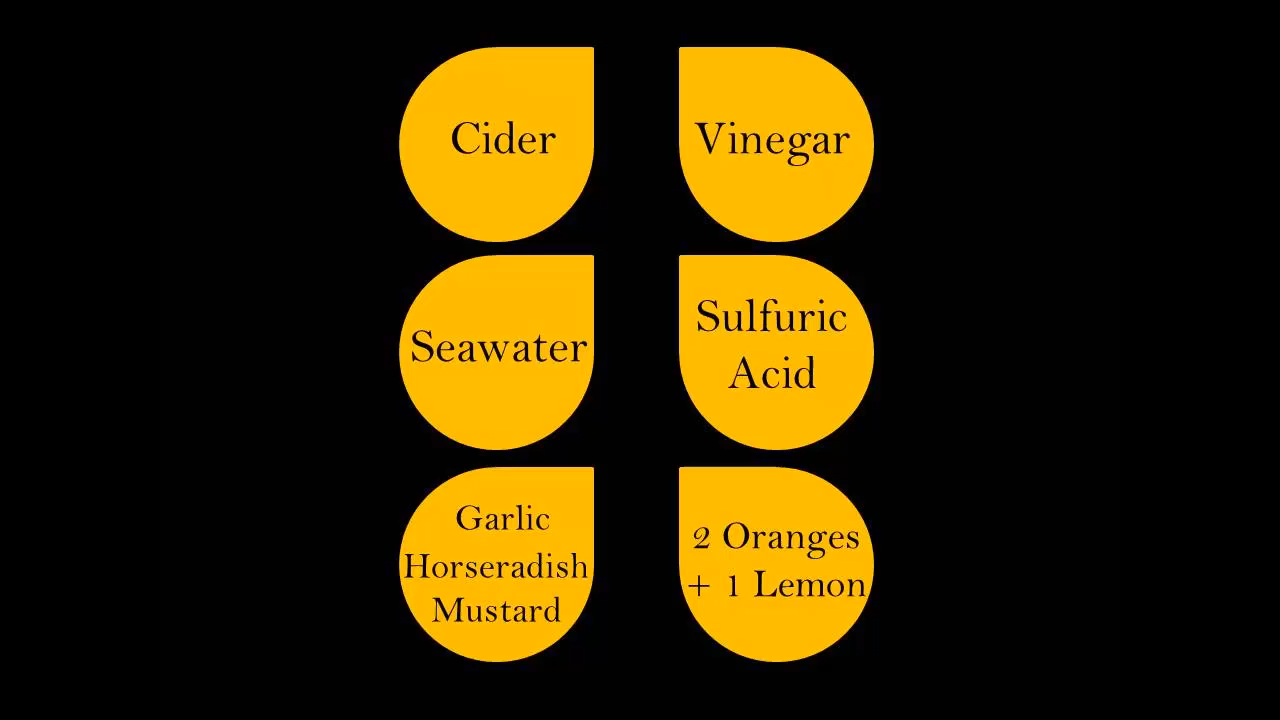 Cider
Vinegar
Seawater
Sulfuric
Acid
Garlic
Horseradish
Mustard
2 Oranges
+ 1 Lemon